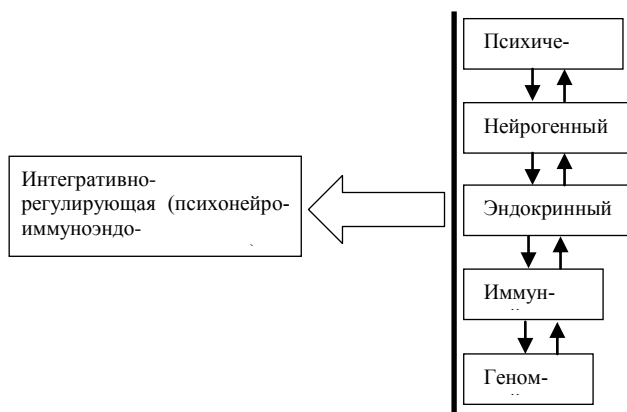 Психиче-
Нейрогенный
Интегративно-
регулирующая (психонейро-
иммуноэндо-
Эндокринный
Иммун-
Геном-